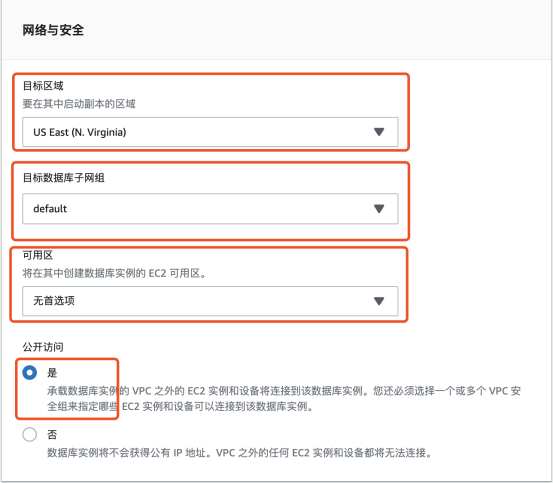 网络与安全
目标区域
要在其中启动副本的区域
US East (N. Virginia)
目标数据库子网组
default
可用区
将在其中创建数据库实例的 EC2 可用区。
无首选项
公开访问
是
承载数据库实例的 VPC 之外的 EC2 实例和设备将连接到该数据库实例。您还必须选择一个或多个 VPC 安
全组来指定哪些 EC2 实例和设备可以连接到该数据库实例。
否
数据库实例将不会获得公有 IP 地址。VPC 之外的任何 EC2 实例和设备都将无法连接。